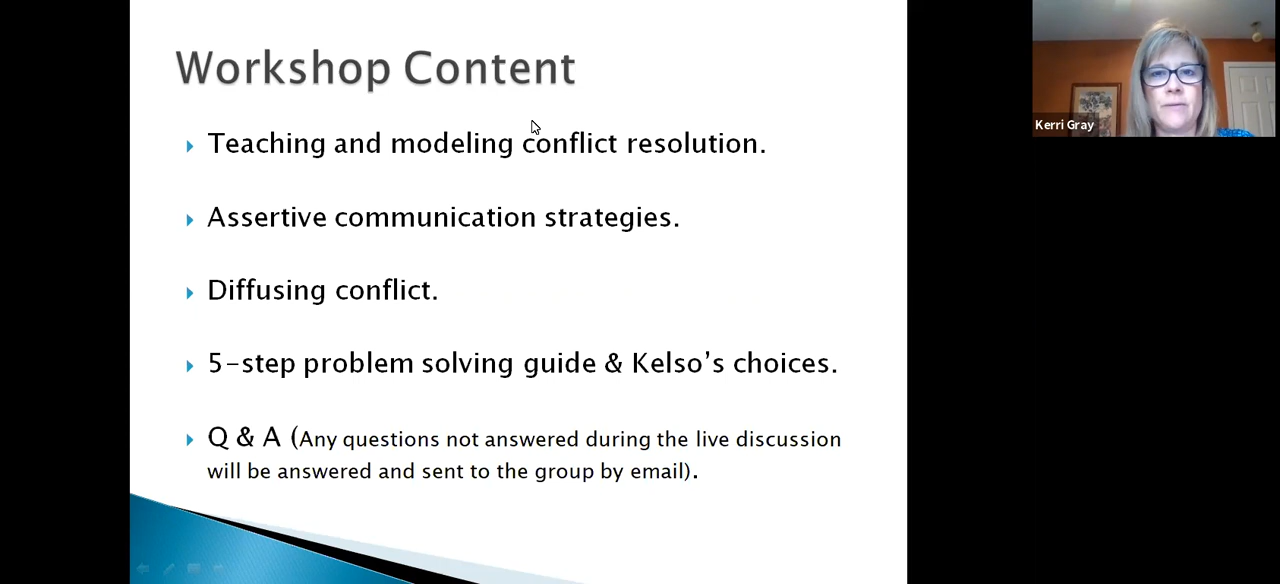 Workshop Content
Teaching and modeling conflict resolution.
Assertive communication strategies.
Diffusing conflict.
5-step problem solving guide & Kelso's choices.
Q & A (Any questions not answered during the live discussion
will be answered and sent to the group by email).
Kerri Gray